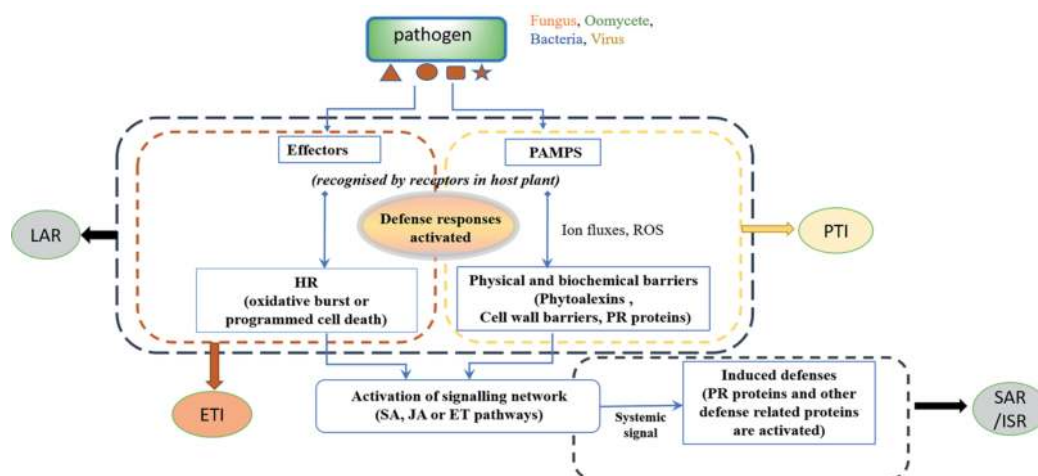 pathogen
Fungus, Oomycete,
Bacteria, Virus
Effectors
PAMPS
(recognised by receptors in host plant)
LAR
Defense responses
activated
Ion fluxes, ROS
PTI
HR
(oxidative burst or
programmed cell death)
Physical and biochemical barriers
(Phytoalexins ,
Cell wall barriers, PR proteins)
ETI
Activation of signalling network
(SA, JA or ET pathways)
Systemic
signal
Induced defenses
(PR proteins and other
defense related proteins
are activated)
SAR
/ISR